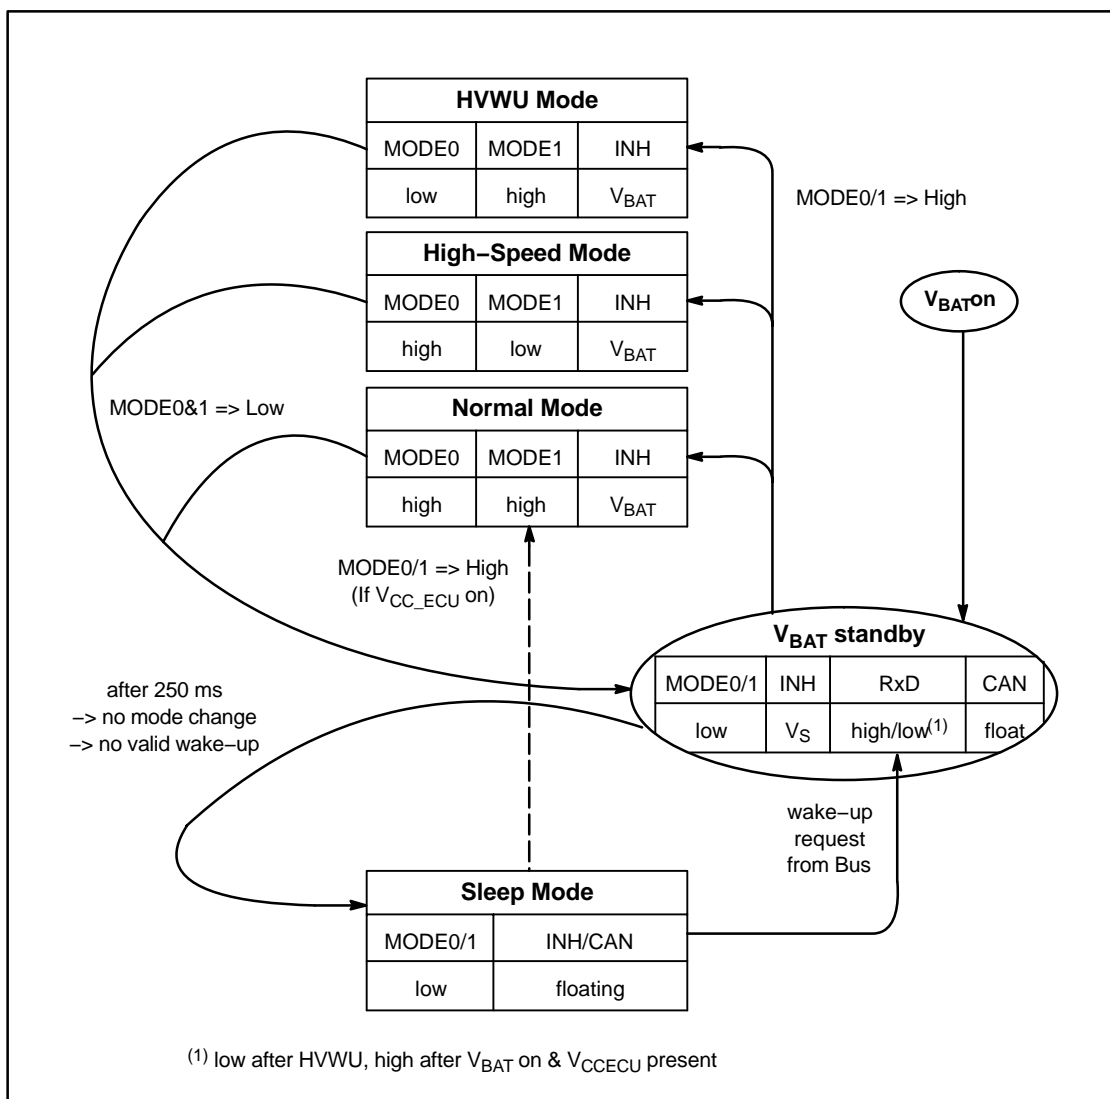 HVWU Mode
MODE0 MODE1 INH
low high VBAT
MODE0/1 => High
High–Speed Mode
MODE0 MODE1 INH
high low VBAT
VBATon
MODE0&1 => Low
Normal Mode
MODE0 MODE1 INH
high high VBAT
MODE0/1 => High
(If VCC_ECU on)
VBAT standby
MODE0/1 INH RxD CAN
low VS high/low(1) float
after 250 ms
–> no mode change
–> no valid wake–up
wake–up
request
from Bus
Sleep Mode
MODE0/1 INH/CAN
low floating
(1) low after HVWU, high after VBAT on & VCCECU present